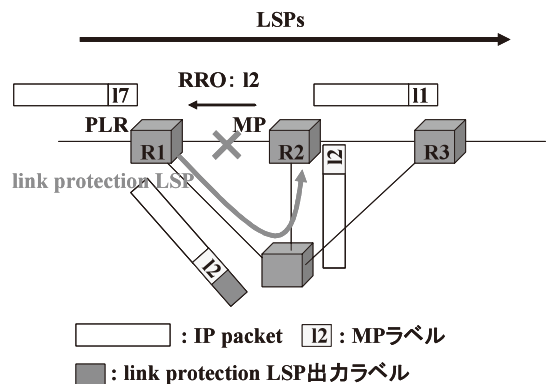 LSPs
RRO: l2
l7
l1
PLR
MP
R1
R2
R3
l2
link protection LSP
l2
: IP packet
l2 : MPラベル
: link protection LSP出力ラベル